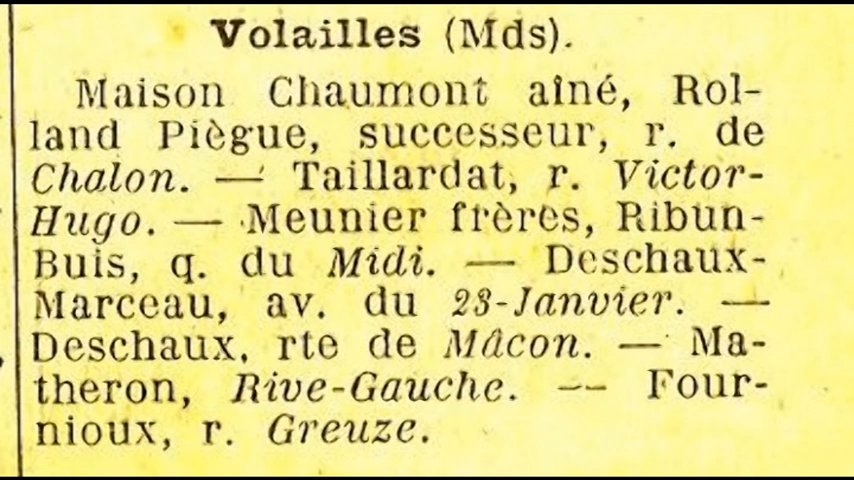 Volailles (Mds).
Maison Chaumont aîné, Rol-
land Piègue, successeur, r. de
Chalon. — Taillardat, r. Victor-
Hugo. — Meunier frères, Ribun-
Buis, q. du Midi. — Deschaux-
Marceau, av. du 23-Janvier. —
Deschaux, rte de Mâcon. — Ma-
theron, Rive-Gauche. — Four-
nioux, r. Greuze.